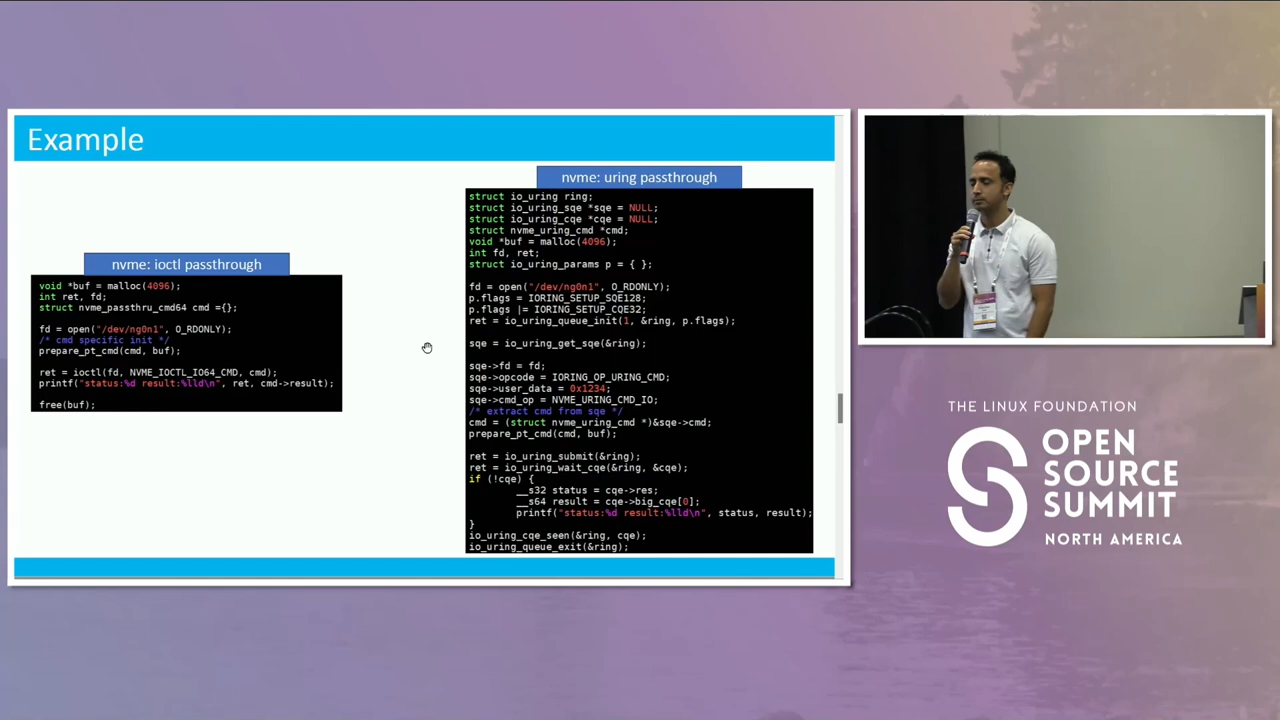 Example
nvme: ioctl passthrough
void *buf = malloc(4096);
int ret, fd;
struct nvme_passthru_cmd64 cmd ={};
fd = open("/dev/ng0n1", O_RDONLY);
/* cmd specific init */
prepare_pt_cmd(cmd, buf);
ret = ioctl(fd, NVME_IOCTL_IO64_CMD, cmd);
printf("status:%d result:%lld\n", ret, cmd->result);
free(buf);
nvme: uring passthrough
struct io_uring ring;
struct io_uring_sqe *sqe = NULL;
struct io_uring_cqe *cqe = NULL;
struct nvme_uring_cmd *cmd;
void *buf = malloc(4096);
int fd, ret;
struct io_uring_params p = { };
fd = open("/dev/ng0n1", O_RDONLY);
p.flags = IORING_SETUP_SQE128;
p.flags |= IORING_SETUP_CQE32;
ret = io_uring_queue_init(1, &ring, p.flags);
sqe = io_uring_get_sqe(&ring);
sqe->fd = fd;
sqe->opcode = IORING_OP_URING_CMD;
sqe->user_data = 0x1234;
sqe->cmd_op = NVME_URING_CMD_IO;
/* extract cmd from sqe */
cmd = (struct nvme_uring_cmd *)&sqe->cmd;
prepare_pt_cmd(cmd, buf);
ret = io_uring_submit(&ring);
ret = io_uring_wait_cqe(&ring, &cqe);
if (!cqe) {
__s32 status = cqe->res;
__s64 result = cqe->big_cqe[0];
printf("status:%d result:%lld\n", status, result);
}
io_uring_cqe_seen(&ring, cqe);
io_uring_queue_exit(&ring);
THE LINUX FOUNDATION
OPEN
SOURCE
SUMMIT
NORTH AMERICA